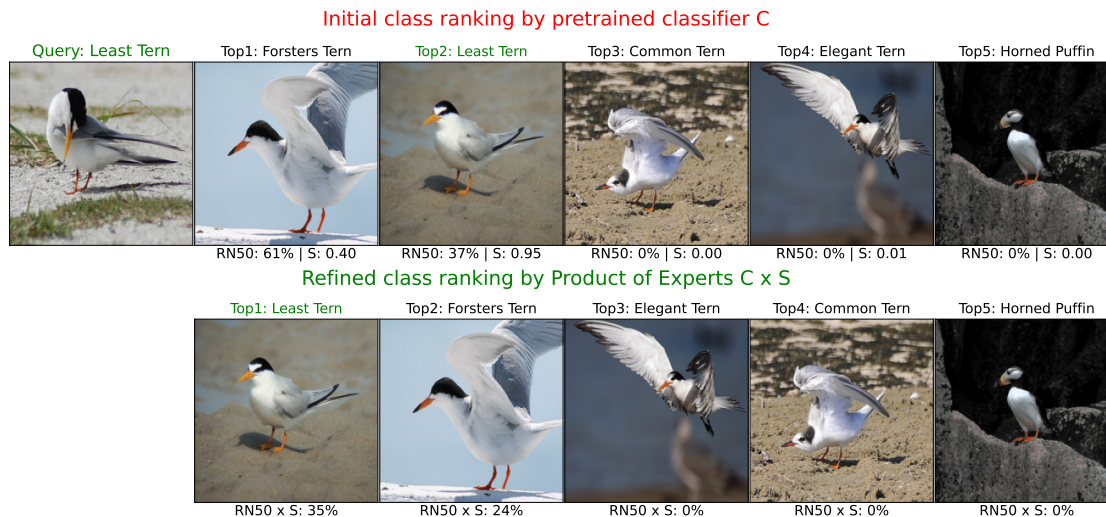 Initial class ranking by pretrained classifier C
Query: Least Tern
Top1: Forsters Tern
Top2: Least Tern
Top3: Common Tern
Top4: Elegant Tern
Top5: Horned Puffin
RN50: 61% | S: 0.40
RN50: 37% | S: 0.95
RN50: 0% | S: 0.00
RN50: 0% | S: 0.01
RN50: 0% | S: 0.00
Refined class ranking by Product of Experts C x S
Top1: Least Tern
Top2: Forsters Tern
Top3: Elegant Tern
Top4: Common Tern
Top5: Horned Puffin
RN50 x S: 35%
RN50 x S: 24%
RN50 x S: 0%
RN50 x S: 0%
RN50 x S: 0%